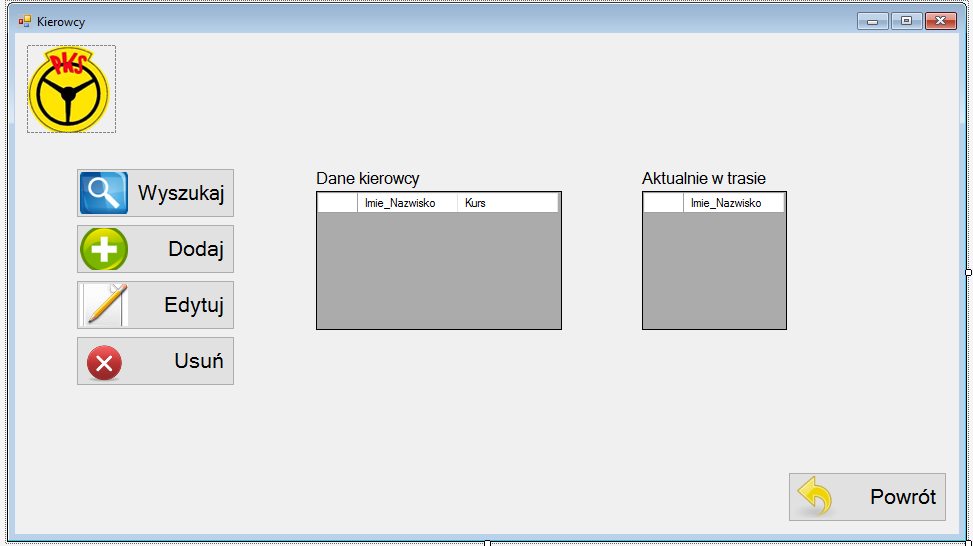 Kierowcy
PKS
Wyszukaj
Dodaj
Edytuj
Usuń
Dane kierowcy
Imie_Nazwisko Kurs
Aktualnie w trasie
Imie_Nazwisko
Powrót